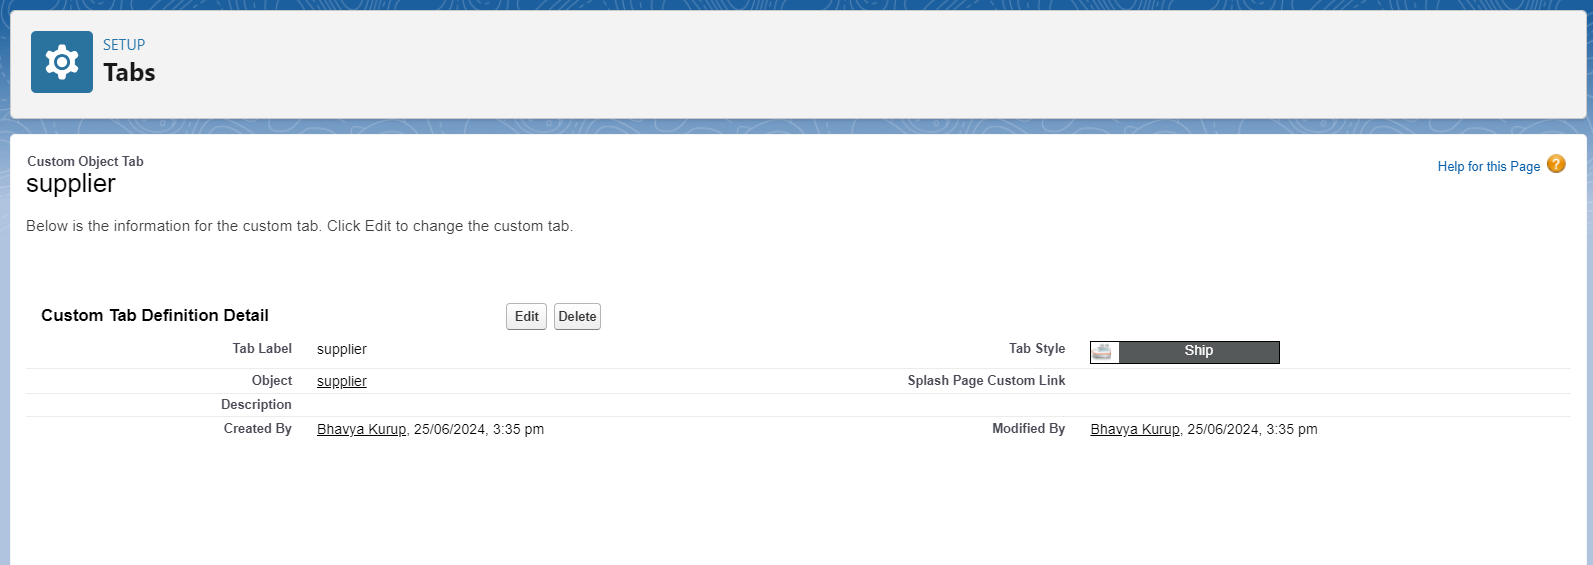 SETUP
Tabs
Custom Object Tab
supplier
Help for this Page ?
Below is the information for the custom tab. Click Edit to change the custom tab.
Custom Tab Definition Detail
Edit Delete
Tab Label supplier Tab Style Ship
Object supplier Splash Page Custom Link
Description
Created By Bhavya Kurup, 25/06/2024, 3:35 pm Modified By Bhavya Kurup, 25/06/2024, 3:35 pm